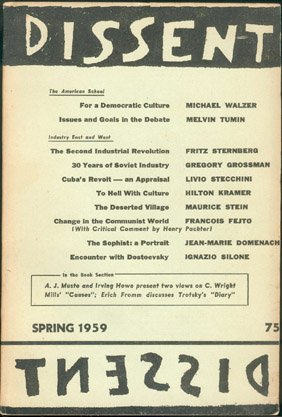 DISSENT
The American School
For a Democratic Culture MICHAEL WALZER
Issues and Goals in the Debate MELVIN TUMIN
Industry East and West
The Second Industrial Revolution FRITZ STERNBERG
30 Years of Soviet Industry GREGORY GROSSMAN
Cuba's Revolt — an Appraisal LIVIO STECCHINI
To Hell With Culture HILTON KRAMER
The Deserted Village MAURICE STEIN
Change in the Communist World FRANCOIS FEJTO
(With Critical Comment by Henry Pachter)
The Sophist: a Portrait JEAN-MARIE DOMENACH
Encounter with Dostoevsky IGNAZIO SILONE
In the Book Section
A. J. Muste and Irving Howe present two views on C. Wright
Mills' "Causes"; Erich Fromm discusses Trotsky's "Diary"
SPRING 1959 75
DISSENT